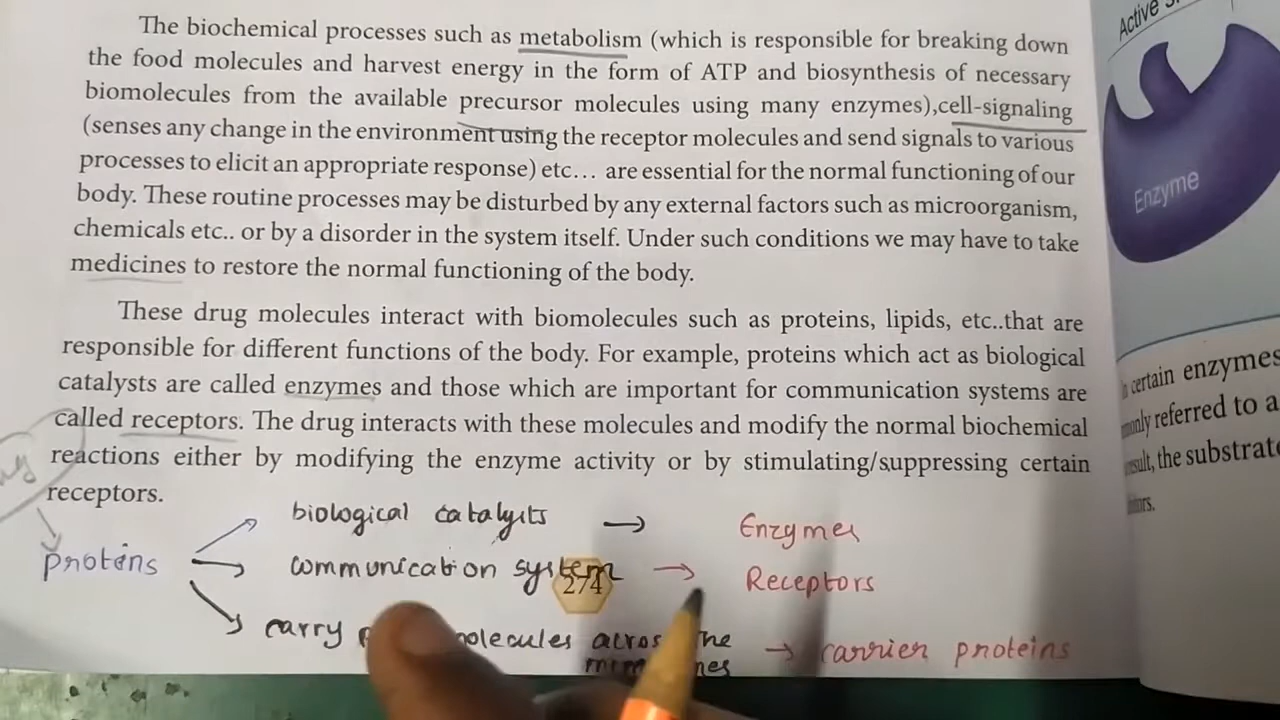 The biochemical processes such as metabolism (which is responsible for breaking down
the food molecules and harvest energy in the form of ATP and biosynthesis of necessary
biomolecules from the available precursor molecules using many enzymes),cell-signaling
(senses any change in the environment using the receptor molecules and send signals to various
processes to elicit an appropriate response) etc… are essential for the normal functioning of our
body. These routine processes may be disturbed by any external factors such as microorganism,
chemicals etc.. or by a disorder in the system itself. Under such conditions we may have to take
medicines to restore the normal functioning of the body.
These drug molecules interact with biomolecules such as proteins, lipids, etc..that are
responsible for different functions of the body. For example, proteins which act as biological
catalysts are called enzymes and those which are important for communication systems are
called receptors. The drug interacts with these molecules and modify the normal biochemical
reactions either by modifying the enzyme activity or by stimulating/suppressing certain
receptors.
biological catalysts → Enzymes
Proteins communication system → Receptors
274
carry molecules across the → carrier proteins
Active
Enzyme
certain enzymes
referred to a
the substrate